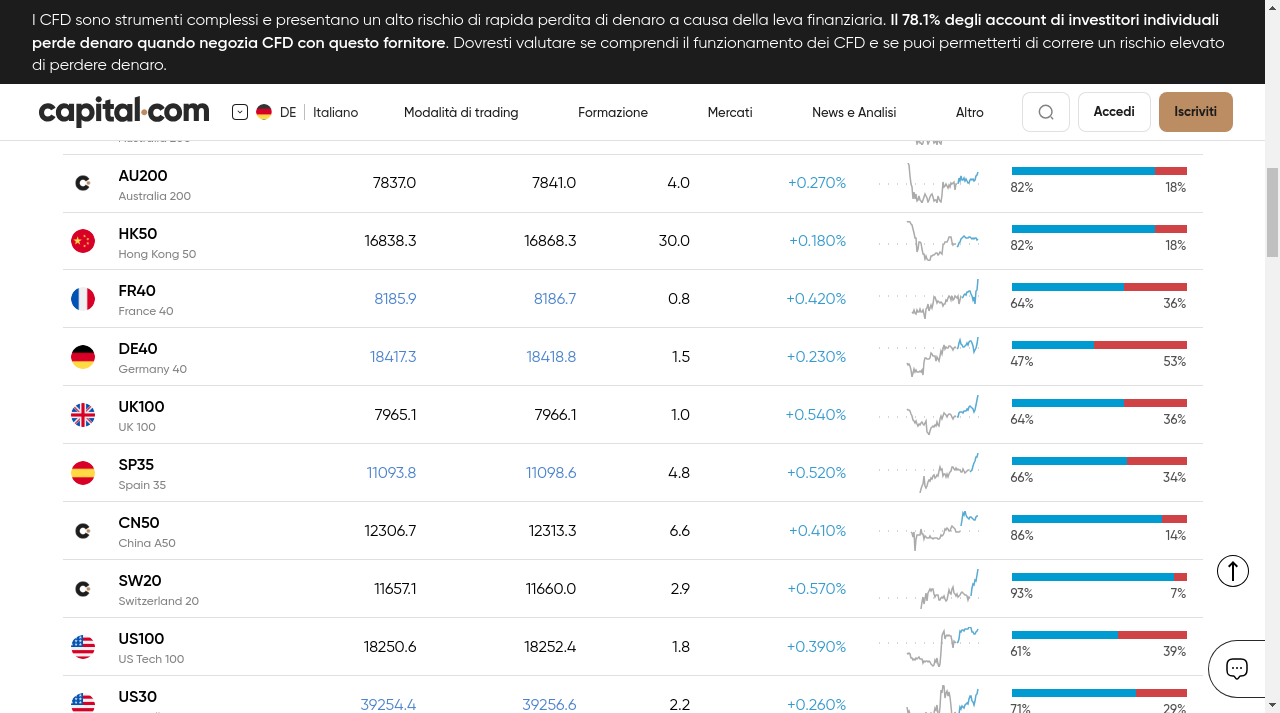 I CFD sono strumenti complessi e presentano un alto rischio di rapida perdita di denaro a causa della leva finanziaria. Il 78.1% degli account di investitori individuali
perde denaro quando negozia CFD con questo fornitore. Dovresti valutare se comprendi il funzionamento dei CFD e se puoi permetterti di correre un rischio elevato
di perdere denaro.
capital.com DE Italiano Modalità di trading Formazione Mercati News e Analisi Altro Accedi Iscriviti
AU200 7837.0 7841.0 4.0 +0.270% 82% 18%
Australia 200
HK50 16838.3 16868.3 30.0 +0.180% 82% 18%
Hong Kong 50
FR40 8185.9 8186.7 0.8 +0.420% 64% 36%
France 40
DE40 18417.3 18418.8 1.5 +0.230% 47% 53%
Germany 40
UK100 7965.1 7966.1 1.0 +0.540% 64% 36%
UK 100
SP35 11093.8 11098.6 4.8 +0.520% 66% 34%
Spain 35
CN50 12306.7 12313.3 6.6 +0.410% 86% 14%
China A50
SW20 11657.1 11660.0 2.9 +0.570% 93% 7%
Switzerland 20
US100 18250.6 18252.4 1.8 +0.390% 61% 39%
US Tech 100
US30 39254.4 39256.6 2.2 +0.260% 71% 29%